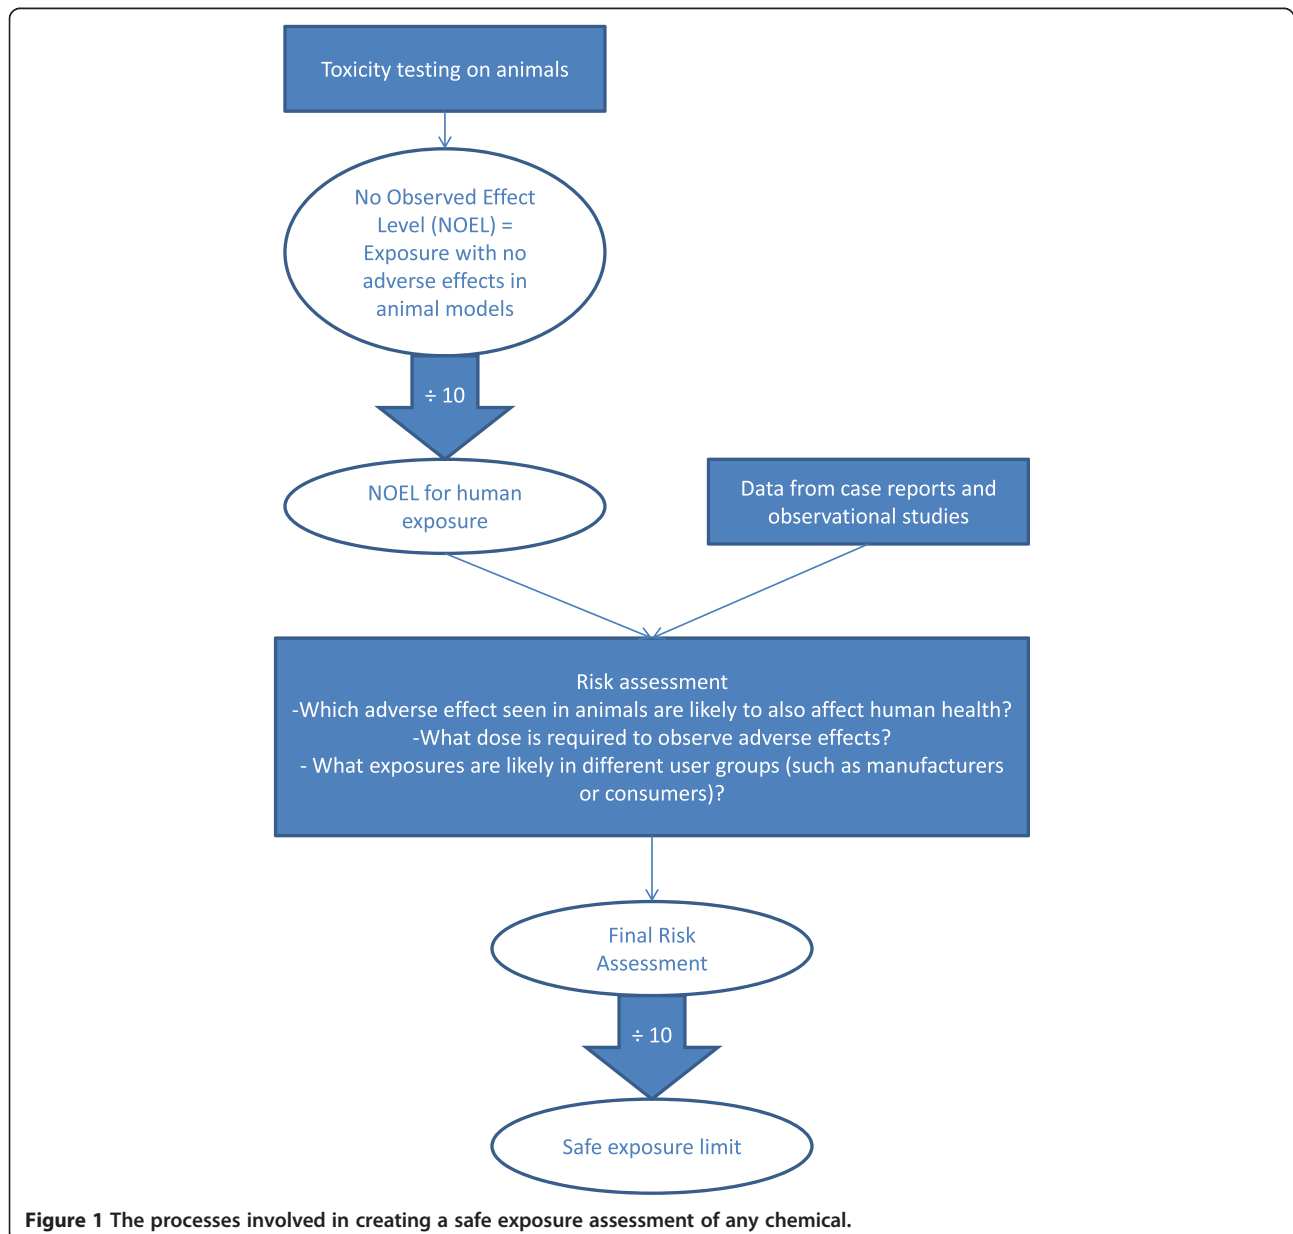 Toxicity testing on animals
No Observed Effect
Level (NOEL) =
Exposure with no
adverse effects in
animal models
÷ 10
NOEL for human
exposure
Data from case reports and
observational studies
Risk assessment
-Which adverse effect seen in animals are likely to also affect human health?
-What dose is required to observe adverse effects?
- What exposures are likely in different user groups (such as manufacturers
or consumers)?
Final Risk
Assessment
÷ 10
Safe exposure limit
Figure 1 The processes involved in creating a safe exposure assessment of any chemical.